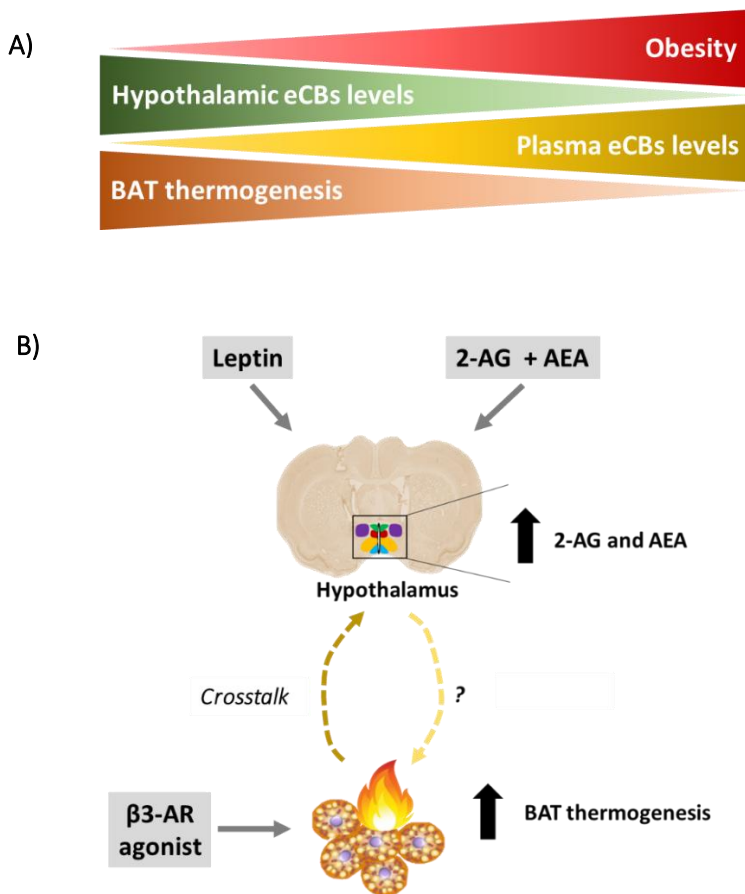 A)
Obesity
Hypothalamic eCBs levels
Plasma eCBs levels
BAT thermogenesis
B)
Leptin
2-AG + AEA
2-AG and AEA
Hypothalamus
Crosstalk
?
β3-AR
agonist
BAT thermogenesis